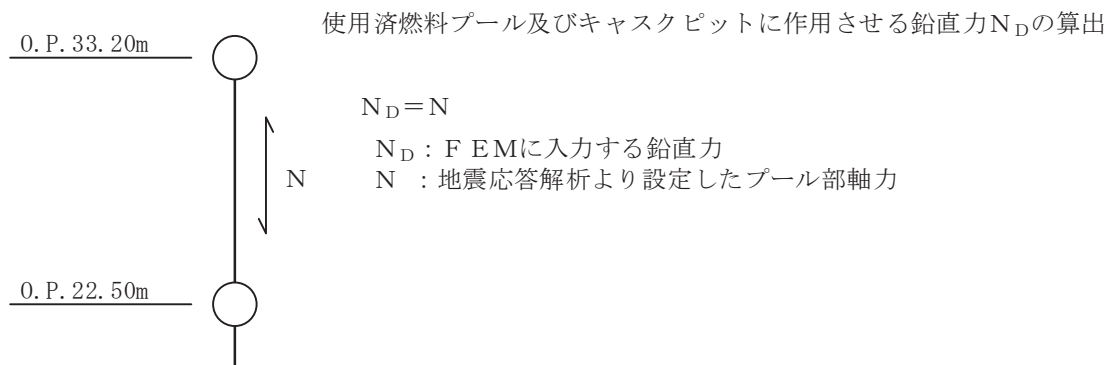 使用済燃料プール及びキャスクピットに作用させる鉛直力NDの算出
O.P.33.20m
ND＝N
ND：ＦＥＭに入力する鉛直力
N ：地震応答解析より設定したプール部軸力
N
O.P.22.50m